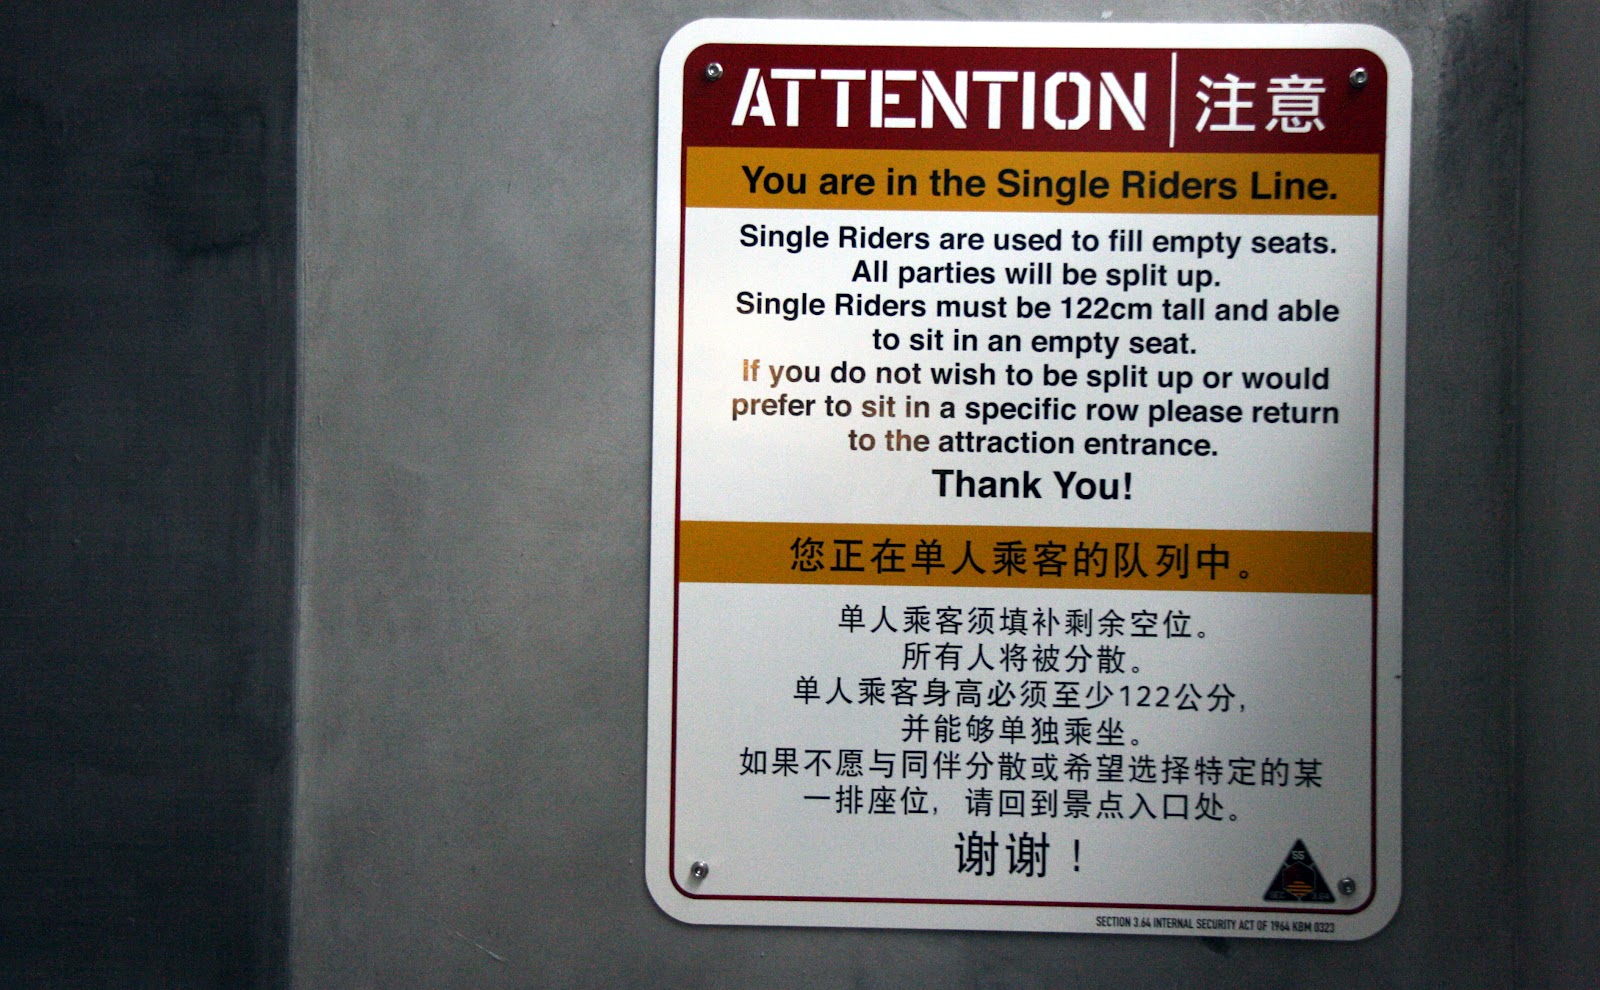 ATTENTION 注意
You are in the Single Riders Line.
Single Riders are used to fill empty seats.
All parties will be split up.
Single Riders must be 122cm tall and able
to sit in an empty seat.
If you do not wish to be split up or would
prefer to sit in a specific row please return
to the attraction entrance.
Thank You!
您正在单人乘客的队列中。
单人乘客须填补剩余空位。
所有人将被分散。
单人乘客身高必须至少122公分，
并能够单独乘坐。
如果不愿与同伴分散或希望选择特定的某
一排座位，请回到景点入口处。
谢谢！
SS
SEC 3.64
SECTION 3.64 INTERNAL SECURITY ACT OF 1964 KBM 0323